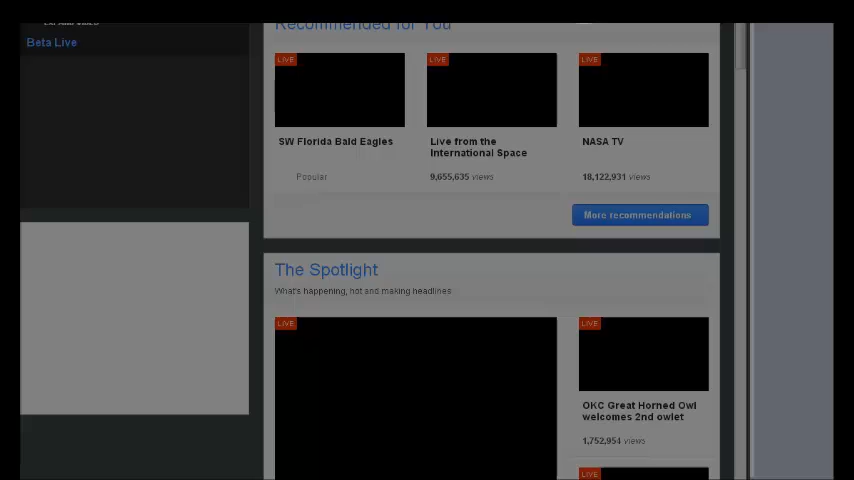 Beta Live
Recommended for You
LIVE
LIVE
LIVE
SW Florida Bald Eagles
Live from the
International Space
NASA TV
Popular
9,655,635 views
18,122,931 views
More recommendations
The Spotlight
What's happening, hot and making headlines
LIVE
LIVE
OKC Great Horned Owl
welcomes 2nd owlet
1,752,954 views
LIVE